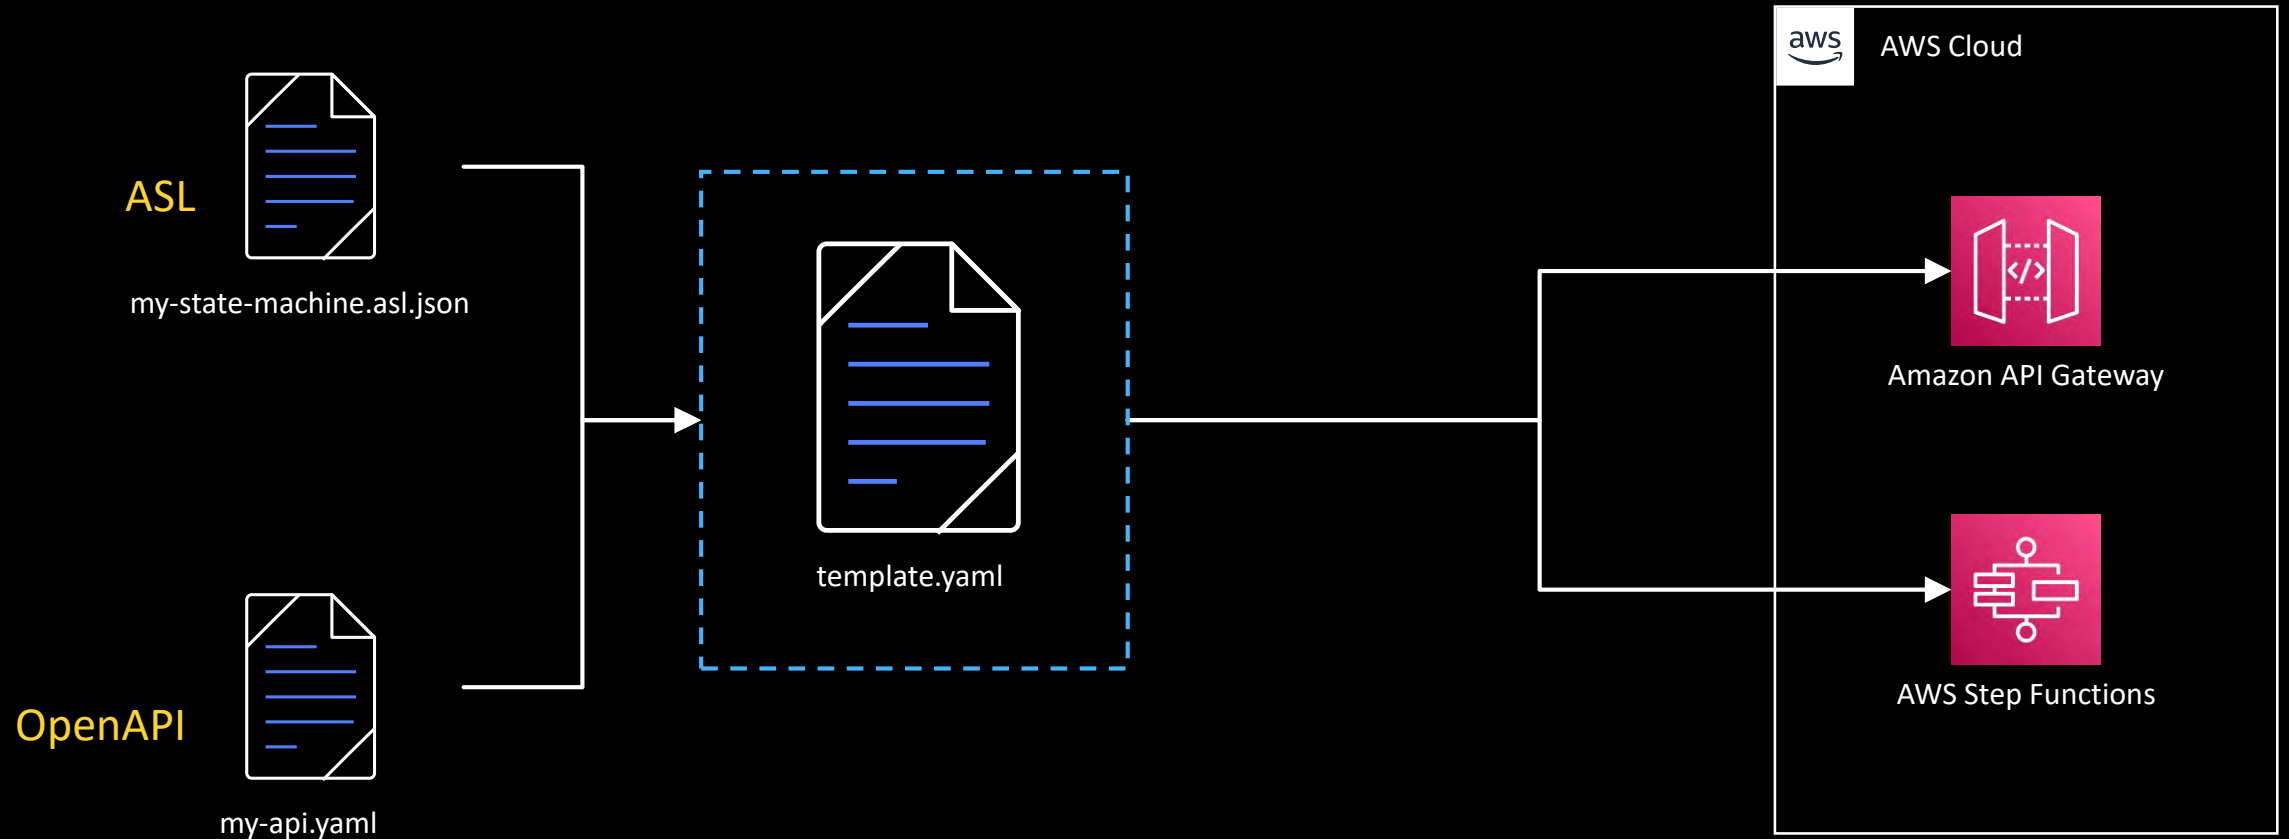 ASL
my-state-machine.asl.json
OpenAPI
my-api.yaml
template.yaml
aws
AWS Cloud
</>
Amazon API Gateway
AWS Step Functions